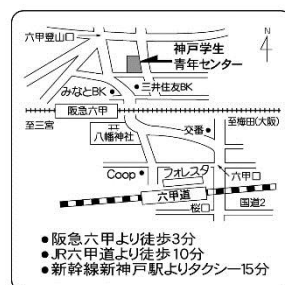 六甲登山口
神戸学生
青年センター
N
みなとBK
三井住友BK
阪急六甲
至三宮
八幡神社
交番
至梅田(大阪)
Coop
フォレスタ
六甲口
六甲道
桜口
国道2
●阪急六甲より徒歩3分
●JR六甲道より徒歩10分
●新幹線新神戸駅よりタクシー15分